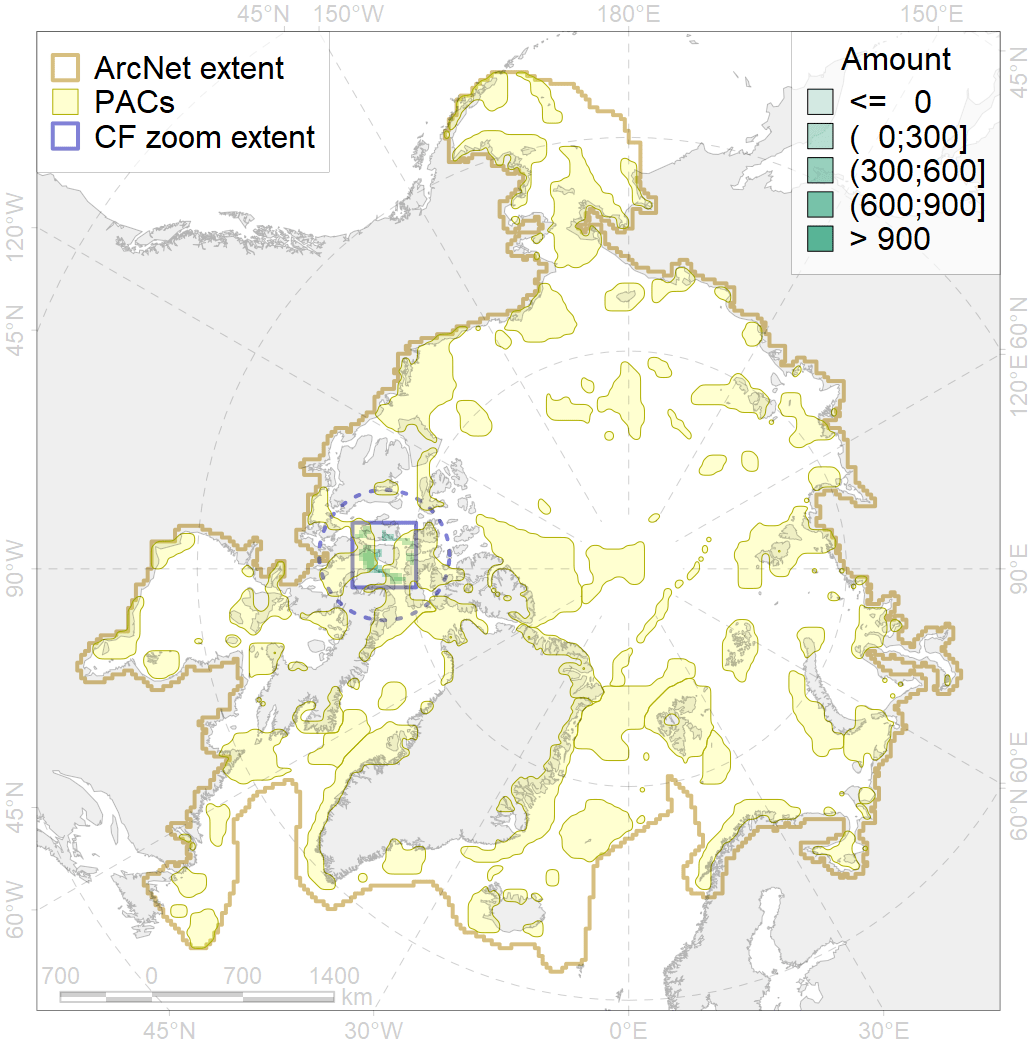 45°N 150°W 180°E 150°E
ArcNet extent
PACs
CF zoom extent
Amount
<= 0
( 0;300]
(300;600]
(600;900]
> 900
45°N
120°W
45°N
90°W
45°N
60°W
60°N
120°E
90°E
60°E
60°N
700 0 700 1400
km
45°N 30°W 0°E 30°E